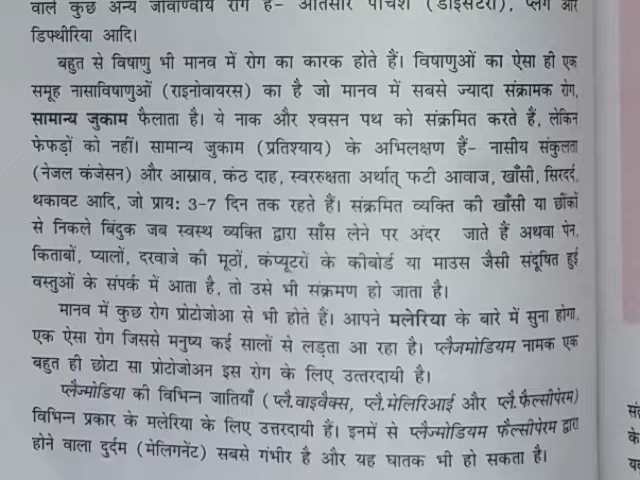 वाले कुछ अन्य जीवाण्वीय रोग हैं– अतिसार पेचिश (डाइसेंटरी), प्लेग और
डिफ्थीरिया आदि।
बहुत से विषाणु भी मानव में रोग का कारक होते हैं। विषाणुओं का ऐसा ही एक
समूह नासाविषाणुओं (राइनोवायरस) का है जो मानव में सबसे ज्यादा संक्रामक रोग,
सामान्य जुकाम फैलाता है। ये नाक और श्वसन पथ को संक्रमित करते हैं, लेकिन
फेफड़ों को नहीं। सामान्य जुकाम (प्रतिश्याय) के अभिलक्षण हैं– नासीय संकुलता
(नेजल कंजेसन) और आस्राव, कंठ दाह, स्वररुक्षता अर्थात् फटी आवाज, खाँसी, सिरदर्द,
थकावट आदि, जो प्राय: 3-7 दिन तक रहते हैं। संक्रमित व्यक्ति की खाँसी या छींकों
से निकले बिंदुक जब स्वस्थ व्यक्ति द्वारा साँस लेने पर अंदर जाते हैं अथवा पेन,
किताबों, प्यालों, दरवाजे की मूठों, कंप्यूटरों के कीबोर्ड या माउस जैसी संदूषित हुई
वस्तुओं के संपर्क में आता है, तो उसे भी संक्रमण हो जाता है।
मानव में कुछ रोग प्रोटोजोआ से भी होते हैं। आपने मलेरिया के बारे में सुना होगा,
एक ऐसा रोग जिससे मनुष्य कई सालों से लड़ता आ रहा है। प्लैज्मोडियम नामक एक
बहुत ही छोटा सा प्रोटोजोअन इस रोग के लिए उत्तरदायी है।
प्लैज्मोडिया की विभिन्न जातियाँ (प्लै.वाइवैक्स, प्लै.मेलिरिआई और प्लै.फैल्सीपेरम)
विभिन्न प्रकार के मलेरिया के लिए उत्तरदायी हैं। इनमें से प्लैज्मोडियम फैल्सीपेरम द्वारा
होने वाला दुर्दम (मेलिगनेंट) सबसे गंभीर है और यह घातक भी हो सकता है।